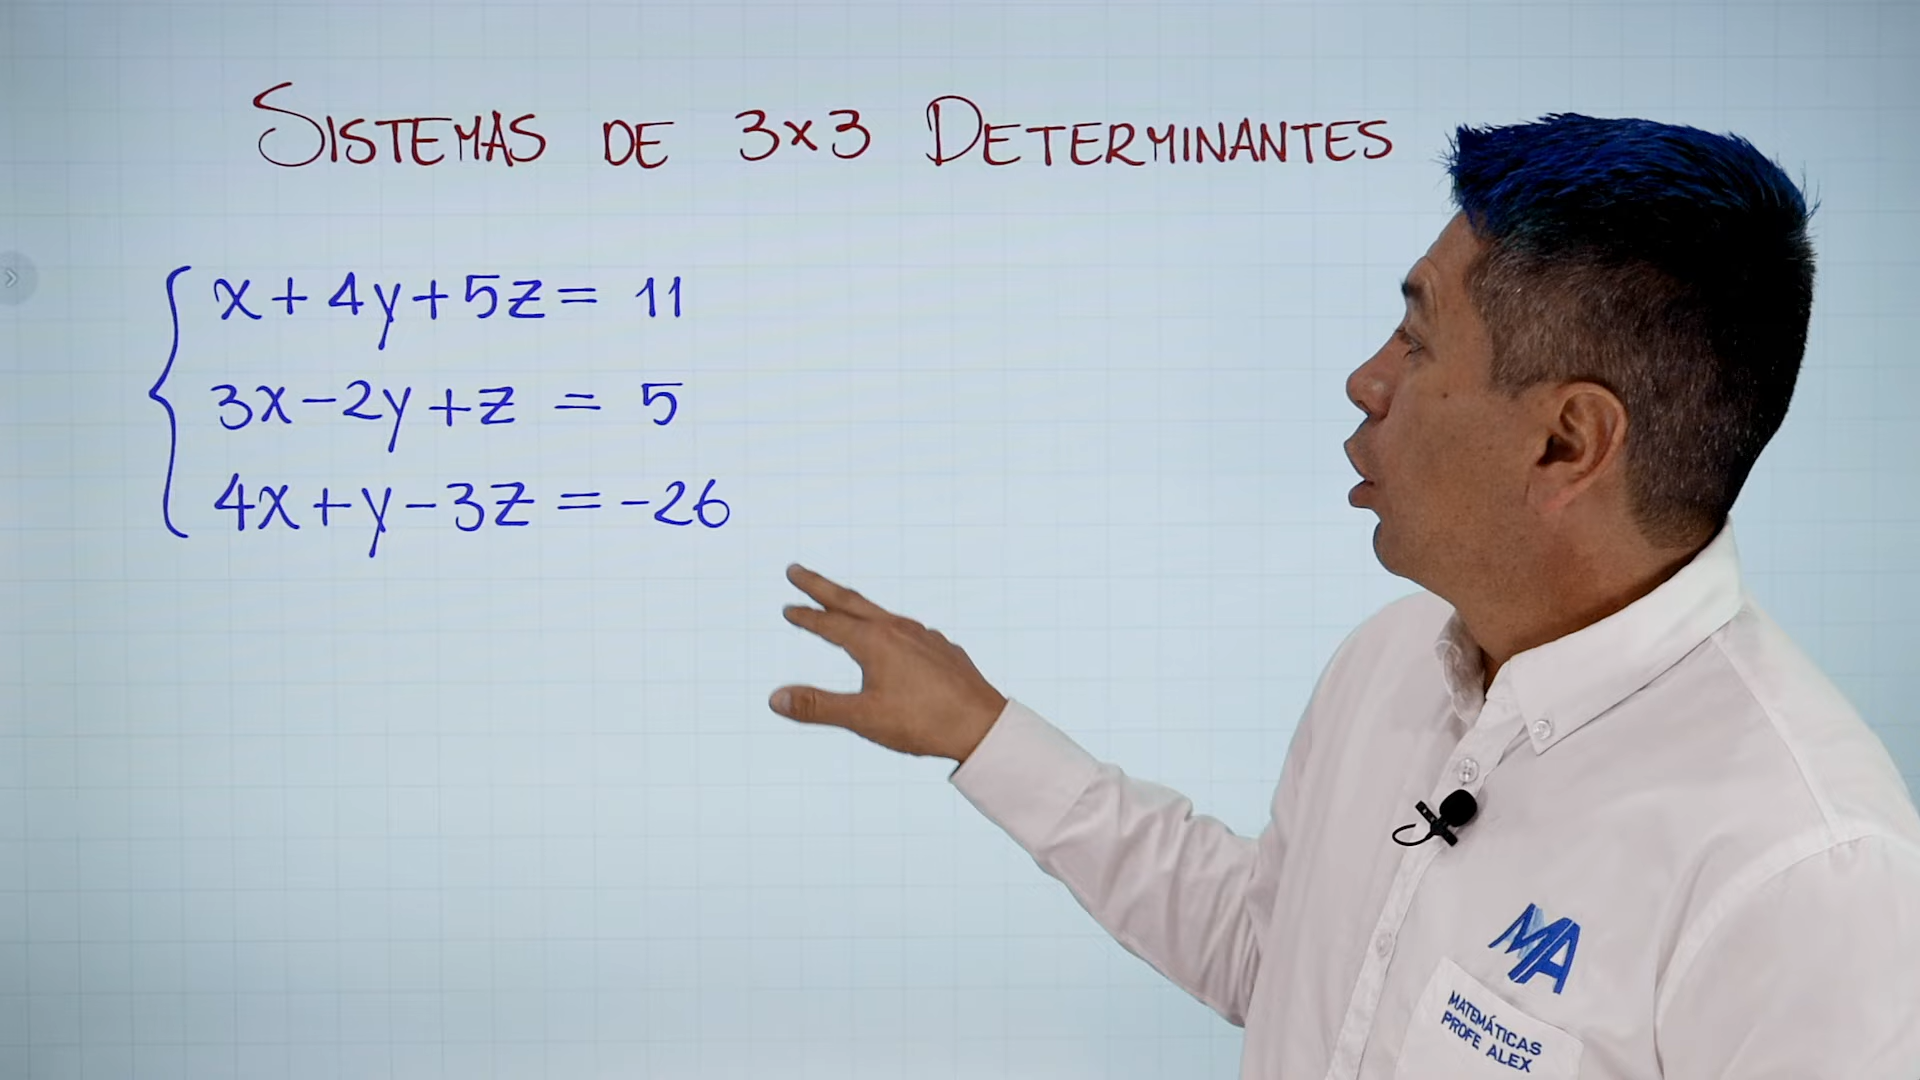 SISTEMAS DE 3x3 DETERMINANTES
x+4y+5z= 11
3x-2y+z = 5
4x+y-3z =-26
MA
MATEMÁTICAS
PROFE ALEX